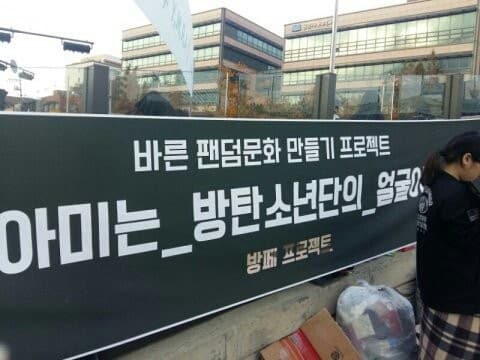 바른 팬덤문화 만들기 프로젝트
아미는_방탄소년단의_얼굴
방폐 프로젝트